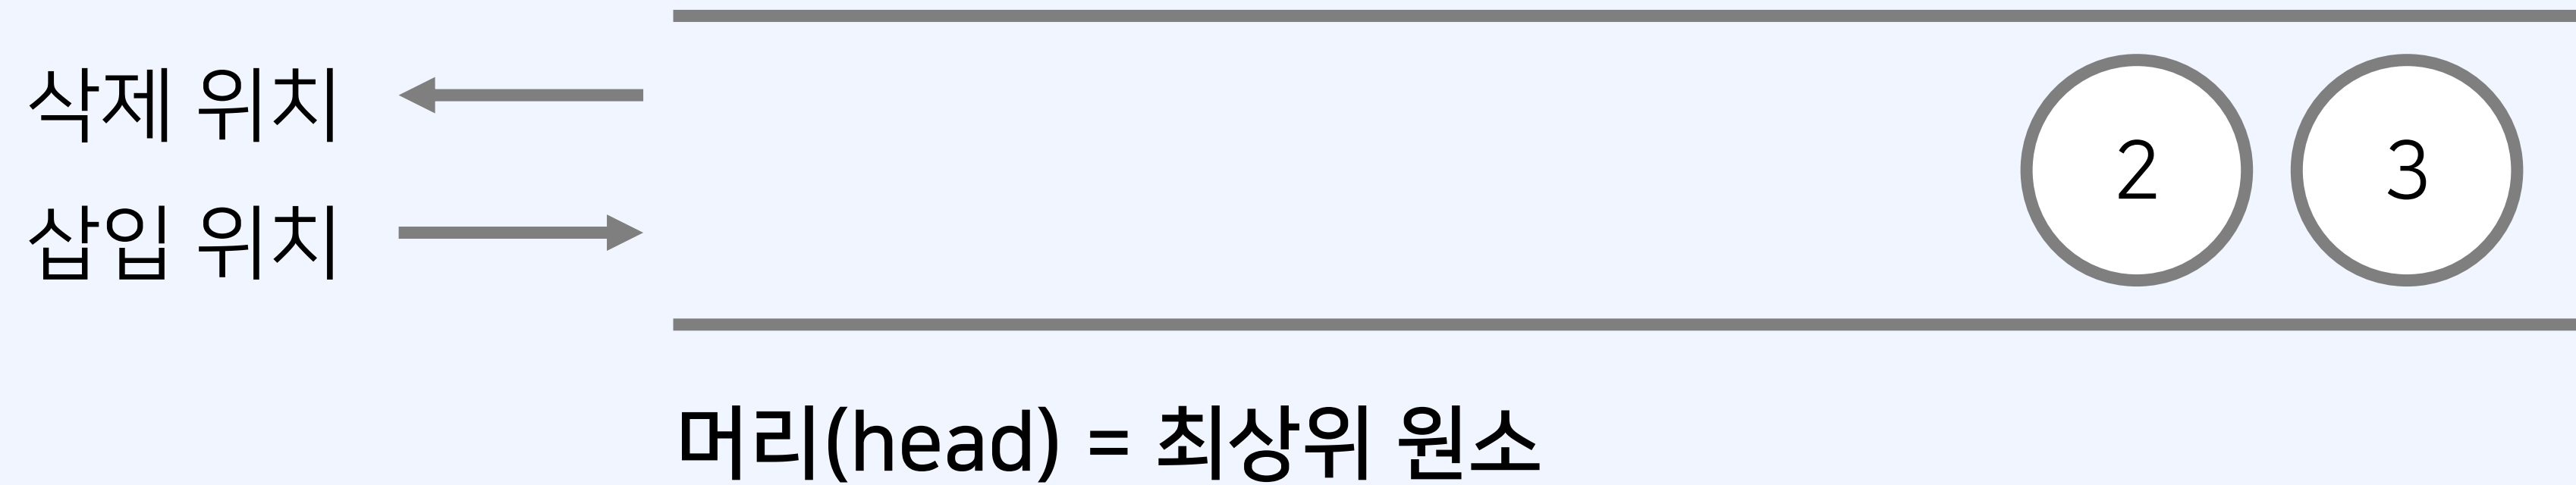 삭제 위치
삽입 위치
2 3
머리(head) = 최상위 원소